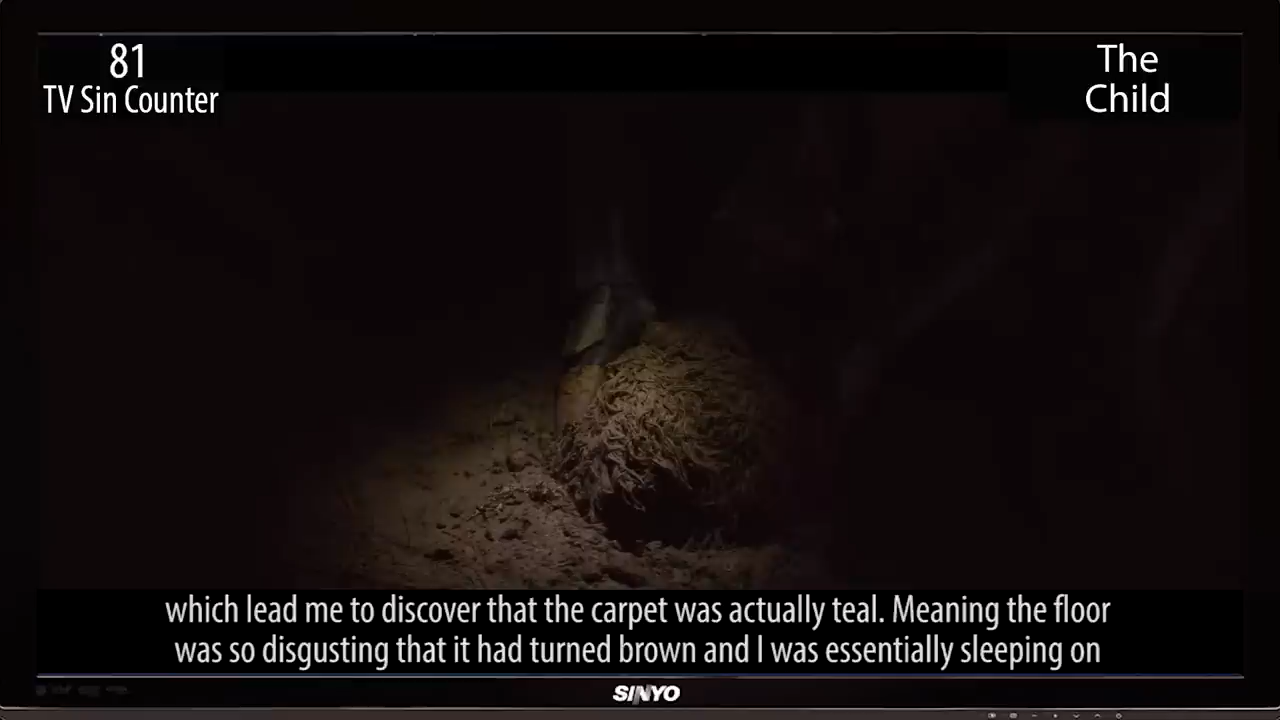 81
TV Sin Counter
The
Child
which lead me to discover that the carpet was actually teal. Meaning the floor
was so disgusting that it had turned brown and I was essentially sleeping on
SINYO